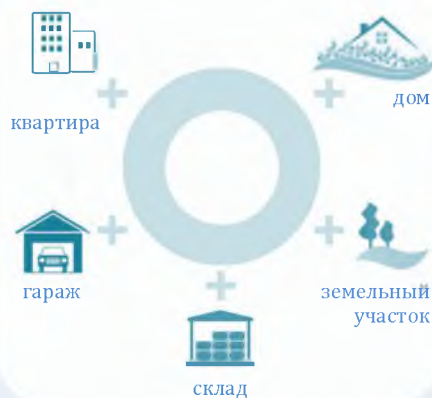 квартира
дом
гараж
земельный
участок
склад